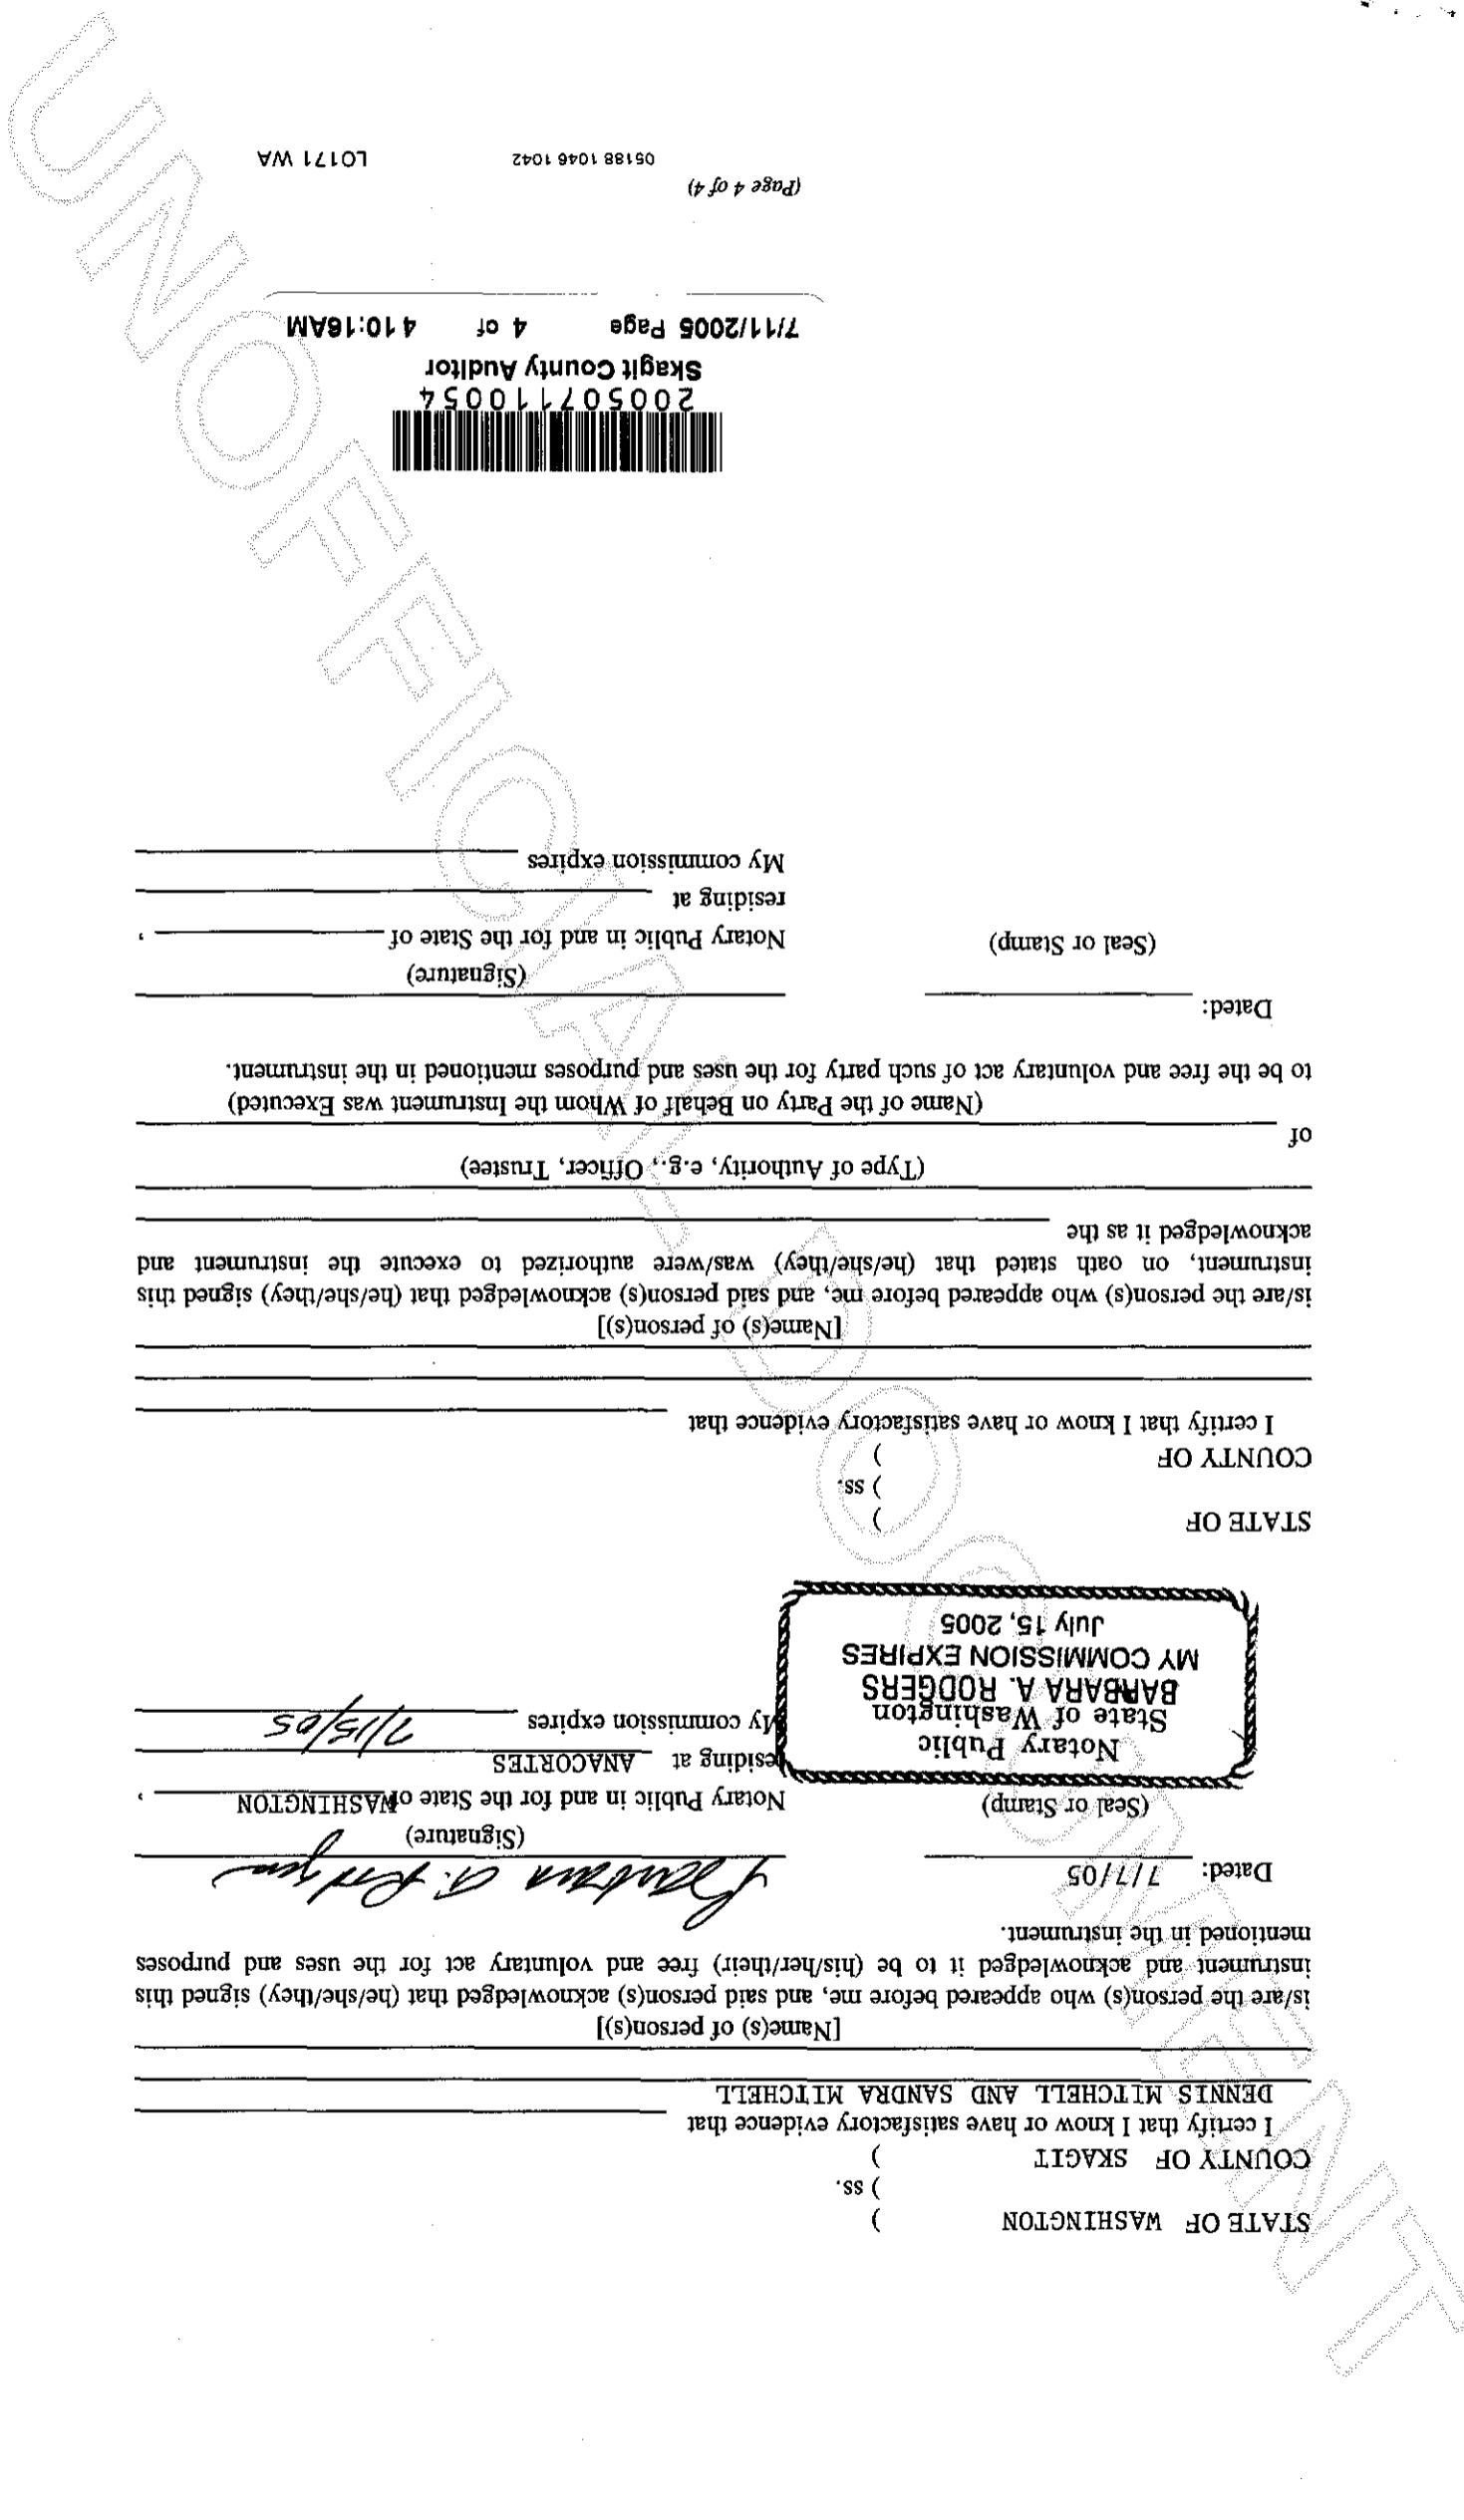 STATE OF WASHINGTON )
) ss.
COUNTY OF SKAGIT )
I certify that I know or have satisfactory evidence that
DENNIS MITCHELL AND SANDRA MITCHELL
[Name(s) of person(s)]
is/are the person(s) who appeared before me, and said person(s) acknowledged that (he/she/they) signed this
instrument and acknowledged it to be (his/her/their) free and voluntary act for the uses and purposes
mentioned in the instrument.
Dated: 7/7/05 Barbara A. Rodgers
(Signature)
(Seal or Stamp) Notary Public in and for the State of WASHINGTON ,
residing at ANACORTES
My commission expires 7/15/05
Notary Public
State of Washington
BARBARA A. RODGERS
MY COMMISSION EXPIRES
July 15, 2005
STATE OF )
) ss.
COUNTY OF )
I certify that I know or have satisfactory evidence that
[Name(s) of person(s)]
is/are the person(s) who appeared before me, and said person(s) acknowledged that (he/she/they) signed this
instrument, on oath stated that (he/she/they) was/were authorized to execute the instrument and
acknowledged it as the
(Type of Authority, e.g., Officer, Trustee)
of
(Name of the Party on Behalf of Whom the Instrument was Executed)
to be the free and voluntary act of such party for the uses and purposes mentioned in the instrument.
Dated:
(Signature)
(Seal or Stamp) Notary Public in and for the State of ,
residing at
My commission expires
200507110054
Skagit County Auditor
7/11/2005 Page 4 of 4 10:16AM
(Page 4 of 4)
05188 1046 1042 L0171 WA
UNOFFICIAL DOCUMENT